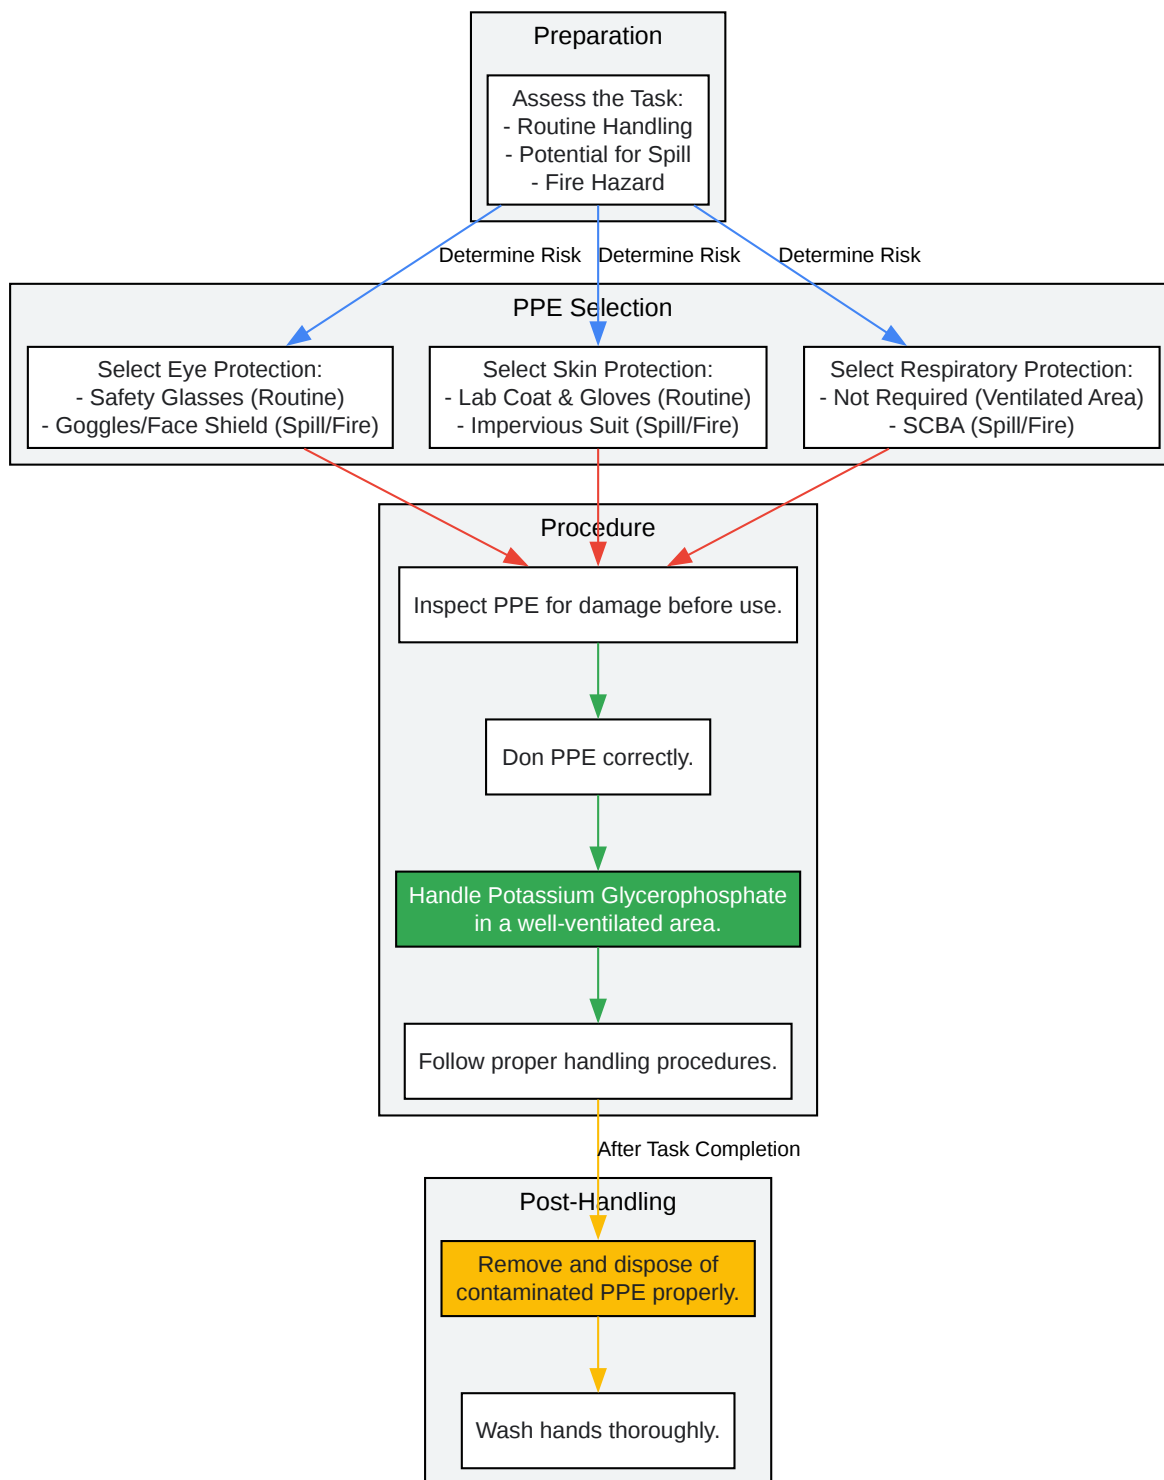 Preparation
Assess the Task:
- Routine Handling
- Potential for Spill
- Fire Hazard
Determine Risk
Determine Risk
Determine Risk
PPE Selection
Select Eye Protection:
- Safety Glasses (Routine)
- Goggles/Face Shield (Spill/Fire)
Select Skin Protection:
- Lab Coat & Gloves (Routine)
- Impervious Suit (Spill/Fire)
Select Respiratory Protection:
- Not Required (Ventilated Area)
- SCBA (Spill/Fire)
Procedure
Inspect PPE for damage before use.
Don PPE correctly.
Handle Potassium Glycerophosphate
in a well-ventilated area.
Follow proper handling procedures.
After Task Completion
Post-Handling
Remove and dispose of
contaminated PPE properly.
Wash hands thoroughly.